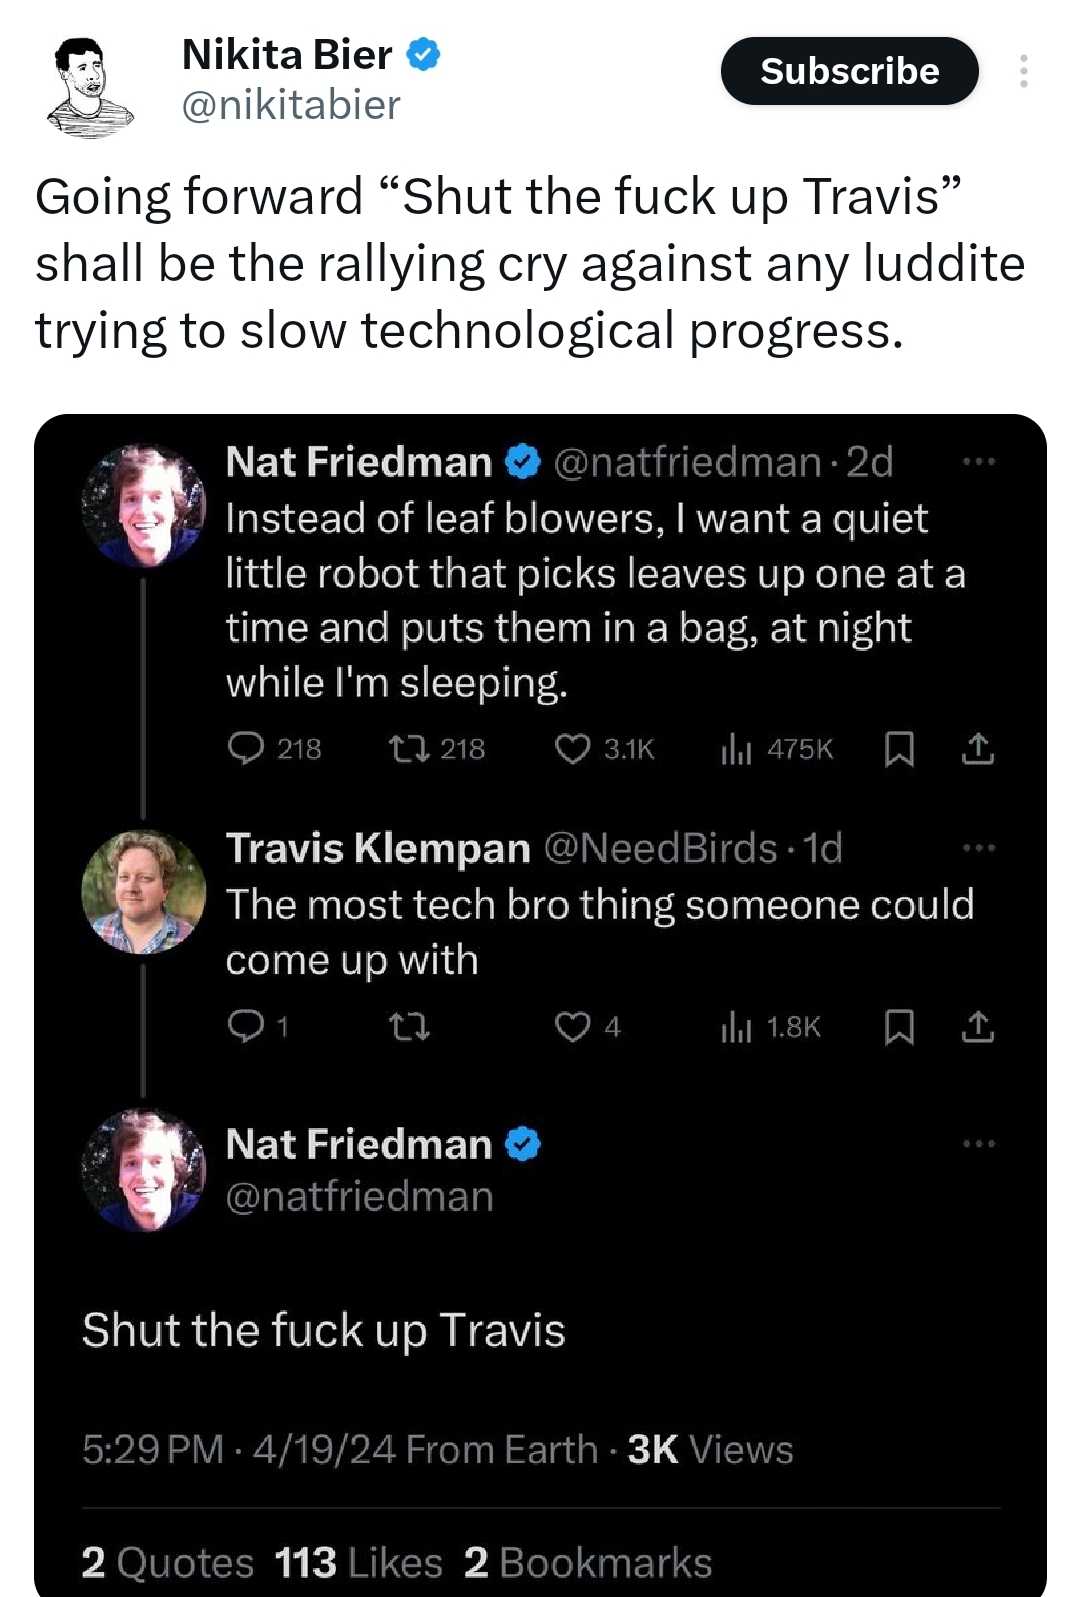 Nikita Bier
@nikitabier
Subscribe
Going forward “Shut the fuck up Travis”
shall be the rallying cry against any luddite
trying to slow technological progress.
Nat Friedman @natfriedman · 2d
Instead of leaf blowers, I want a quiet
little robot that picks leaves up one at a
time and puts them in a bag, at night
while I'm sleeping.
218 218 3.1K 475K
Travis Klempan @NeedBirds · 1d
The most tech bro thing someone could
come up with
1 4 1.8K
Nat Friedman
@natfriedman
Shut the fuck up Travis
5:29 PM · 4/19/24 From Earth · 3K Views
2 Quotes 113 Likes 2 Bookmarks